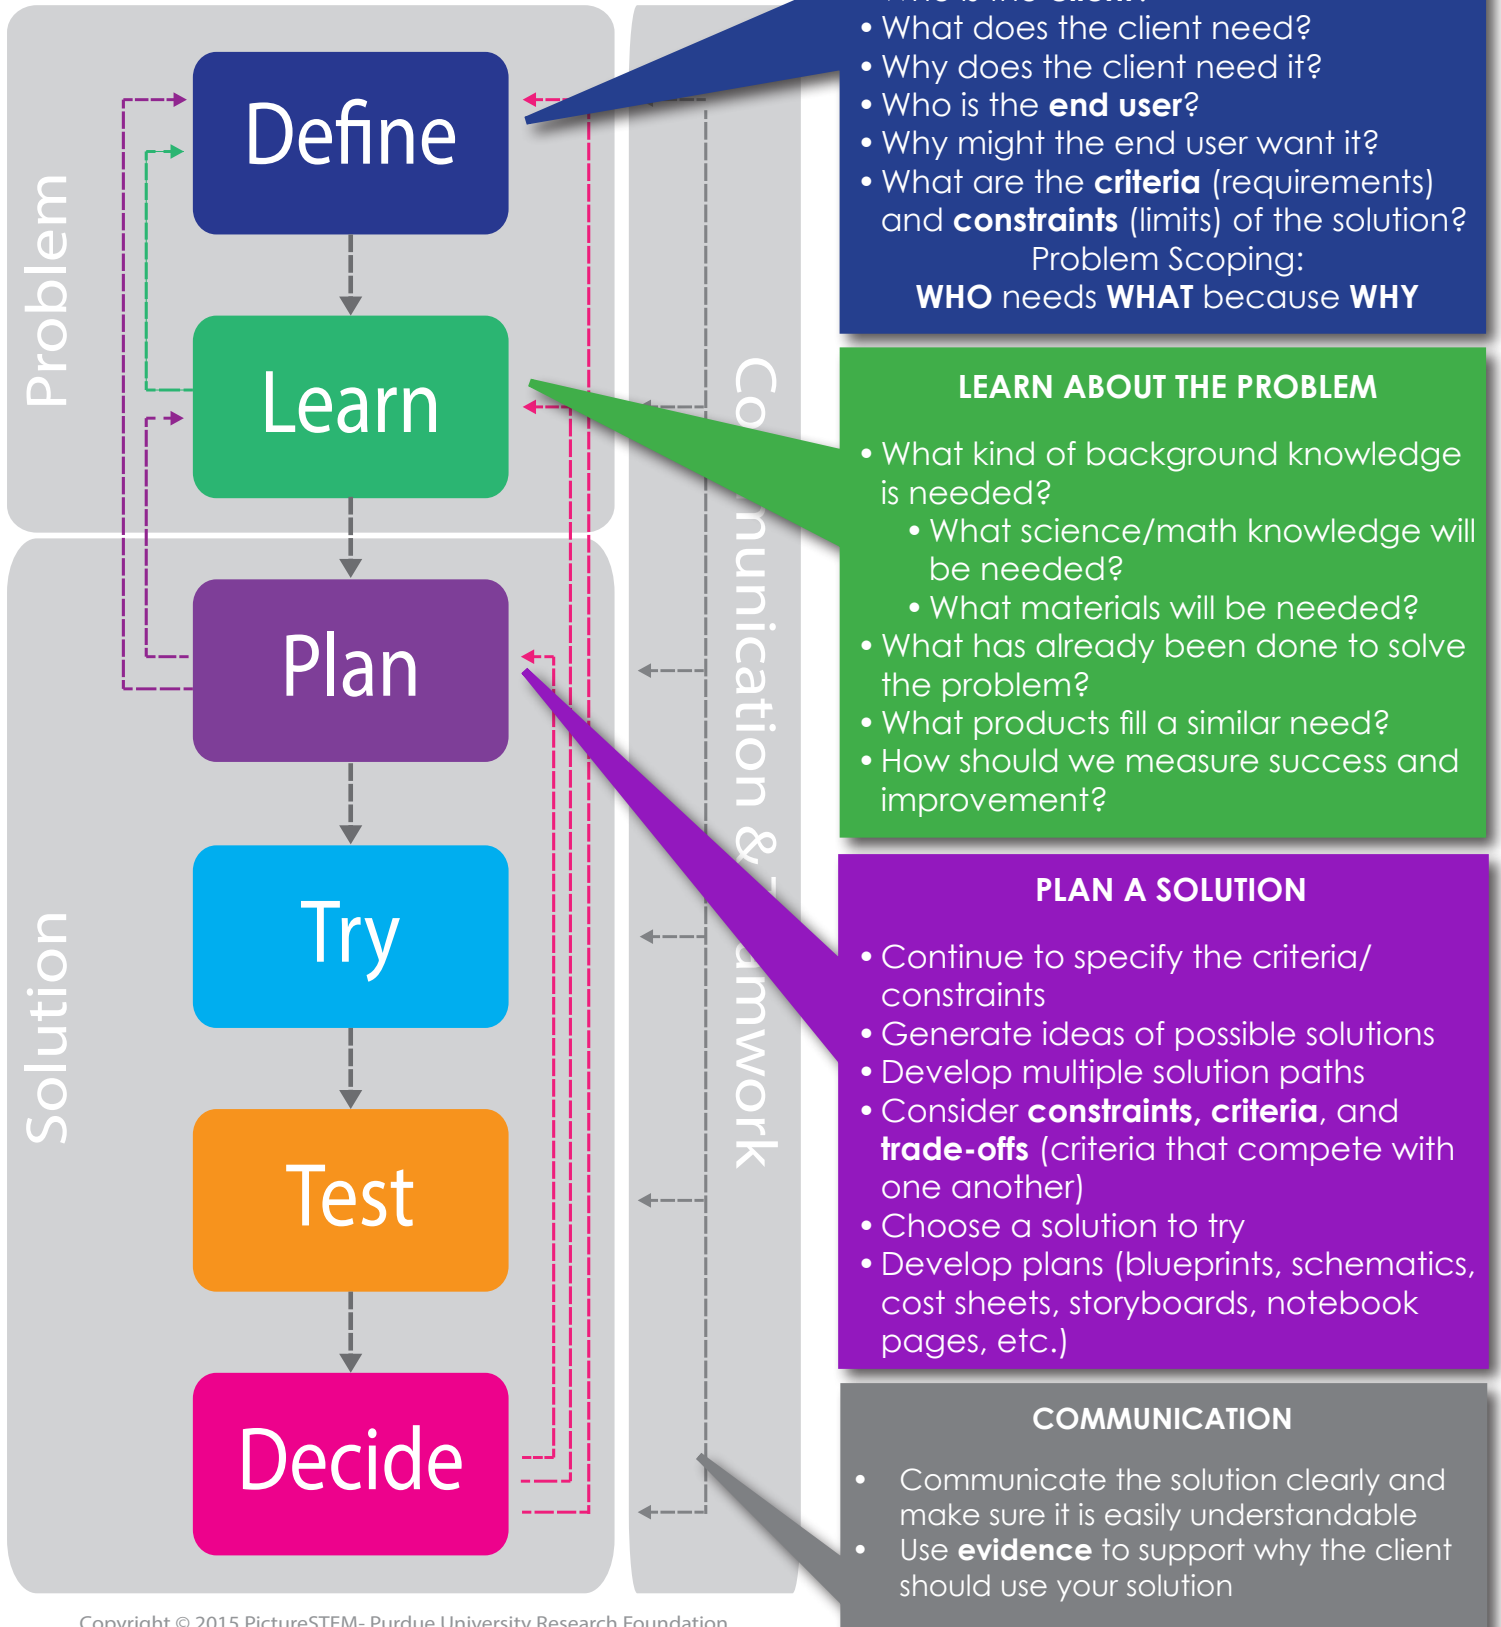 Problem
Define
Learn
Solution
Plan
Try
Test
Decide
Communication &
• Who is the client?
• What does the client need?
• Why does the client need it?
• Who is the end user?
• Why might the end user want it?
• What are the criteria (requirements)
and constraints (limits) of the solution?
Problem Scoping:
WHO needs WHAT because WHY
LEARN ABOUT THE PROBLEM
• What kind of background knowledge
is needed?
• What science/math knowledge will
be needed?
• What materials will be needed?
• What has already been done to solve
the problem?
• What products fill a similar need?
• How should we measure success and
improvement?
PLAN A SOLUTION
• Continue to specify the criteria/
constraints
• Generate ideas of possible solutions
• Develop multiple solution paths
• Consider constraints, criteria, and
trade-offs (criteria that compete with
one another)
• Choose a solution to try
• Develop plans (blueprints, schematics,
cost sheets, storyboards, notebook
pages, etc.)
COMMUNICATION
• Communicate the solution clearly and
make sure it is easily understandable
• Use evidence to support why the client
should use your solution
Copyright © 2015 PictureSTEM- Purdue University Research Foundation